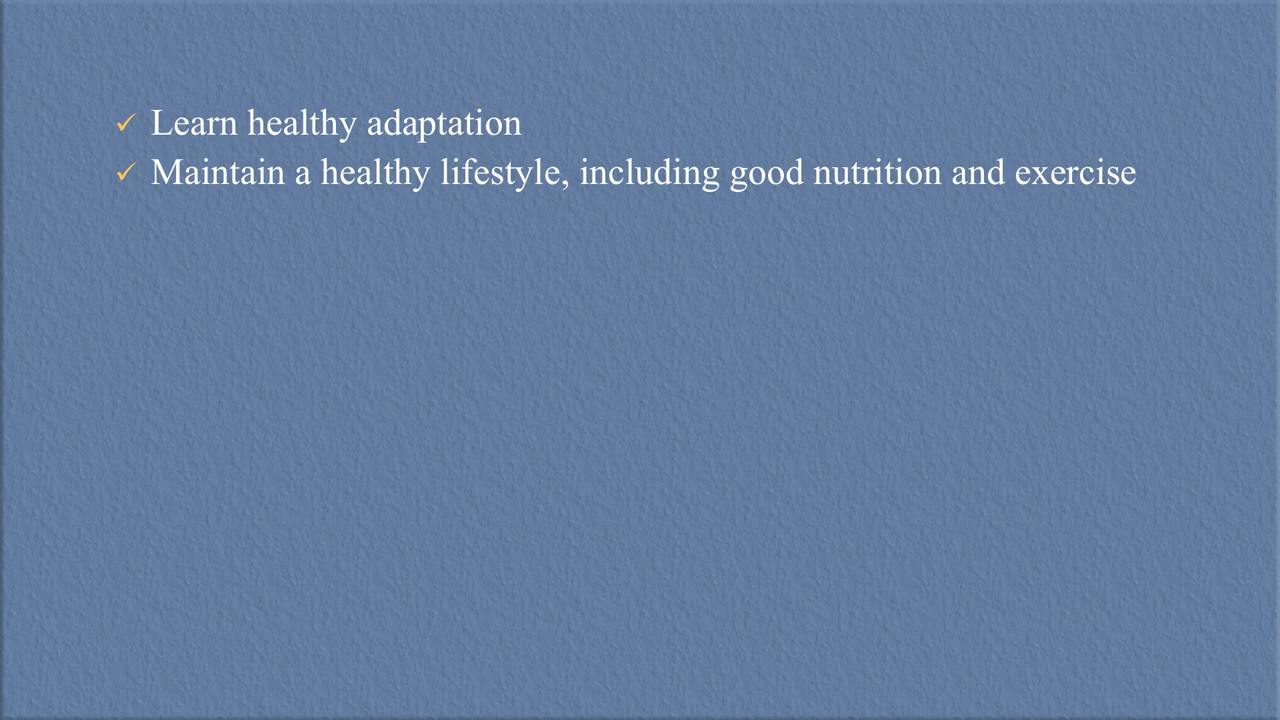 ✓ Learn healthy adaptation
✓ Maintain a healthy lifestyle, including good nutrition and exercise